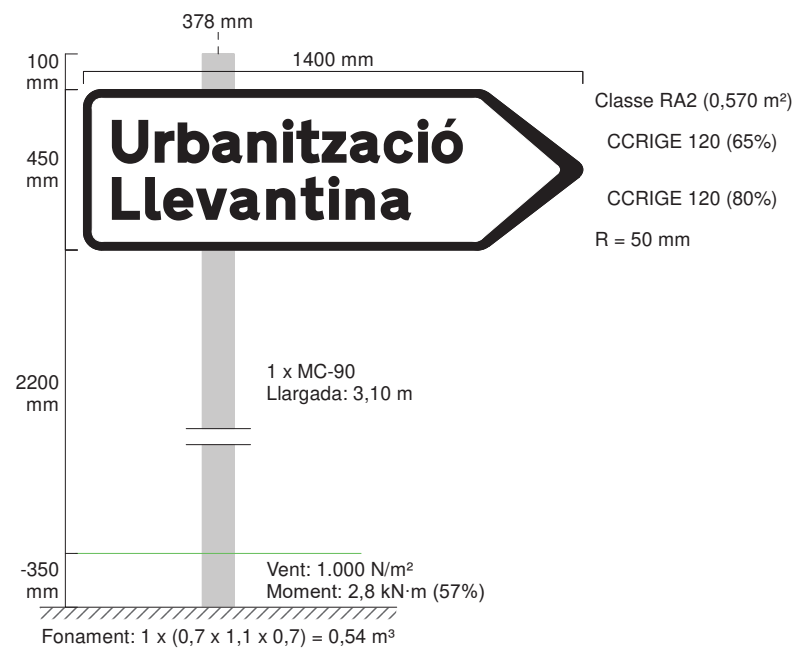 378 mm
100
mm
1400 mm
Classe RA2 (0,570 m²)
Urbanització
CCRIGE 120 (65%)
450
mm
Llevantina
CCRIGE 120 (80%)
R = 50 mm
2200
mm
1 x MC-90
Llargada: 3,10 m
-350
mm
Vent: 1.000 N/m²
Moment: 2,8 kN·m (57%)
Fonament: 1 x (0,7 x 1,1 x 0,7) = 0,54 m³